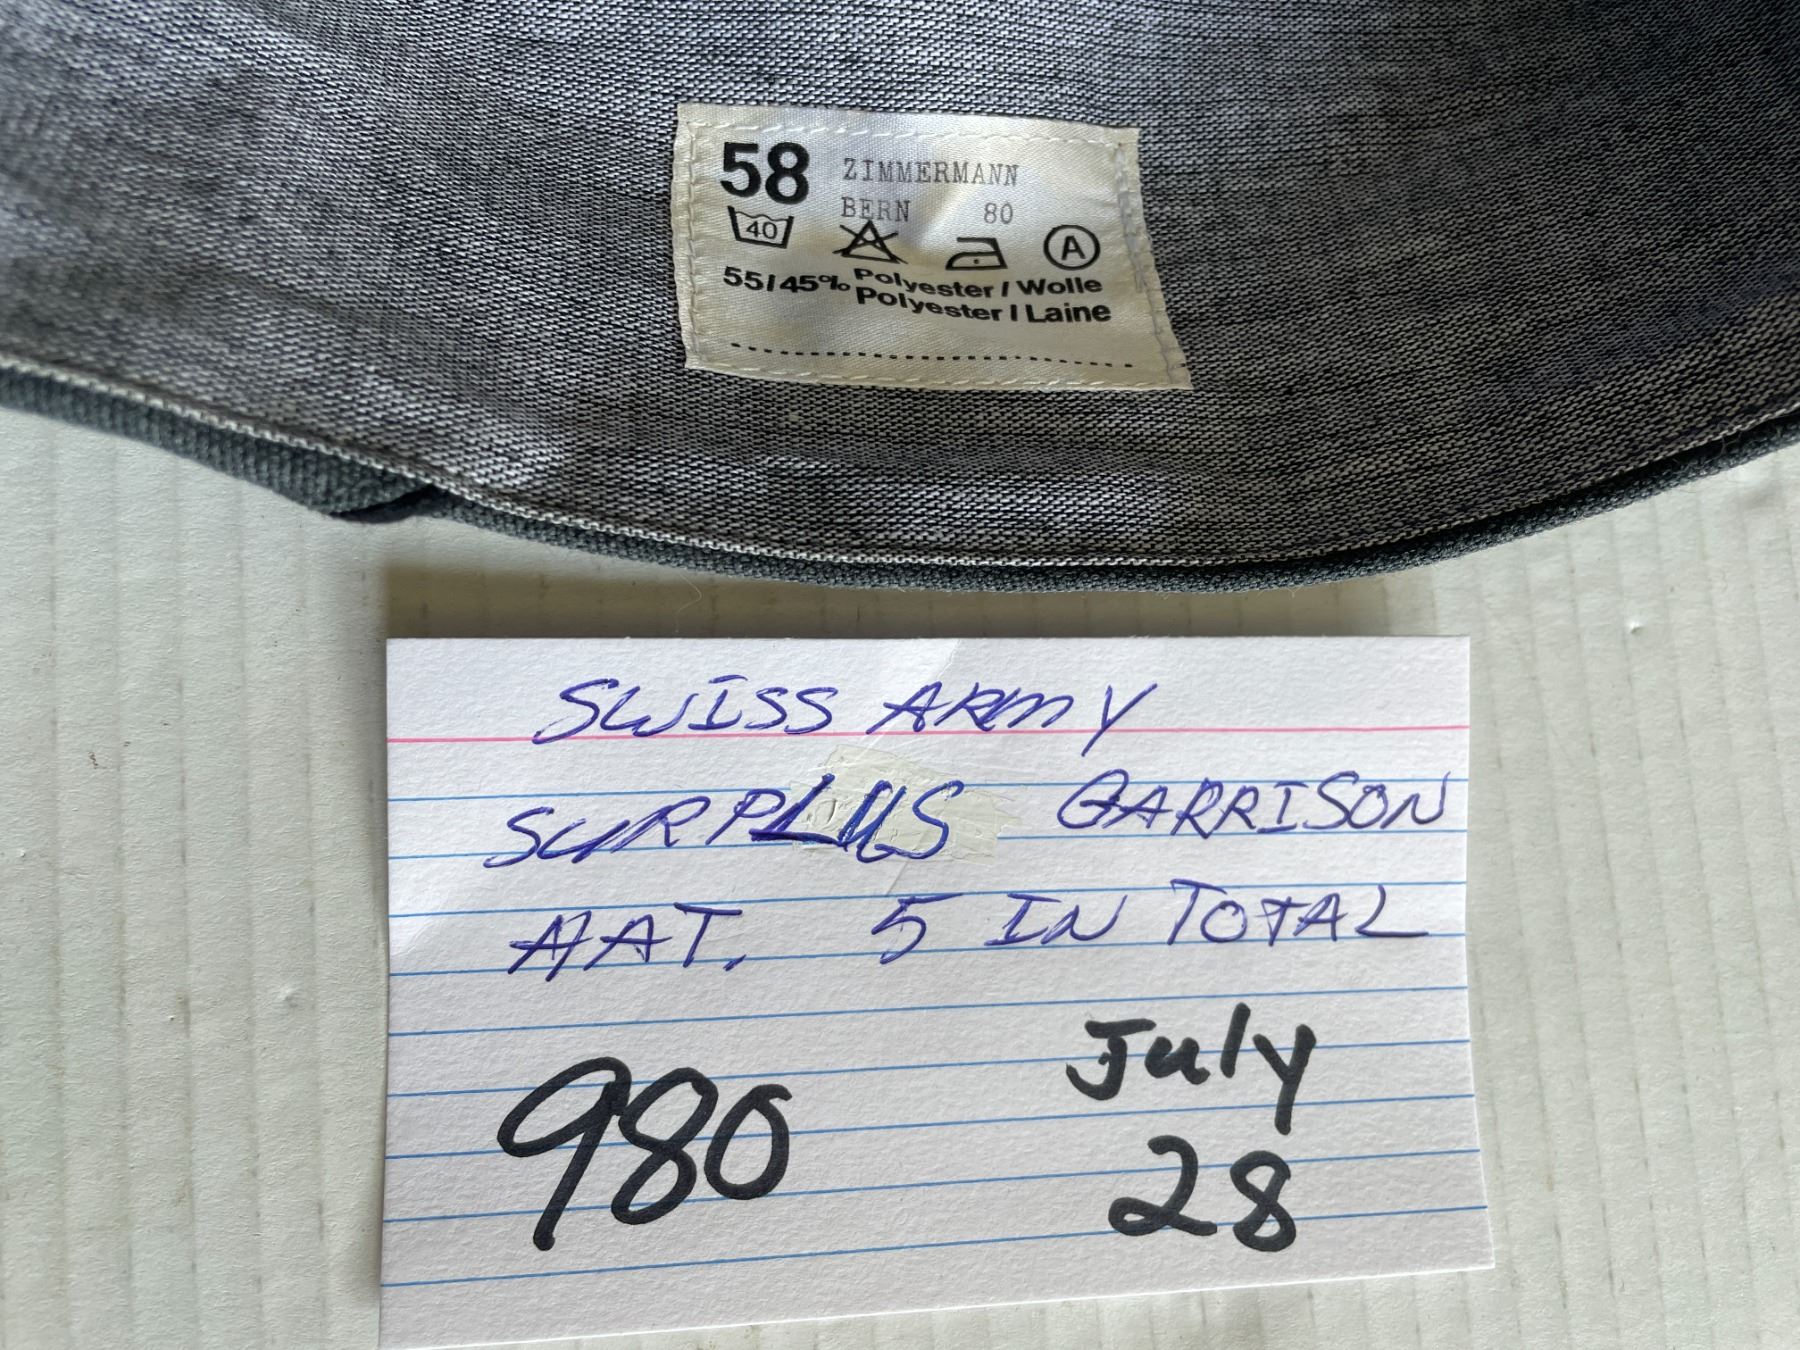 58 ZIMMERMANN
BERN 80
40 A
55/45% Polyester / Wolle
Polyester / Laine
SWISS ARMY
SURPLUS GARRISON
HAT. 5 IN TOTAL
980 July
28